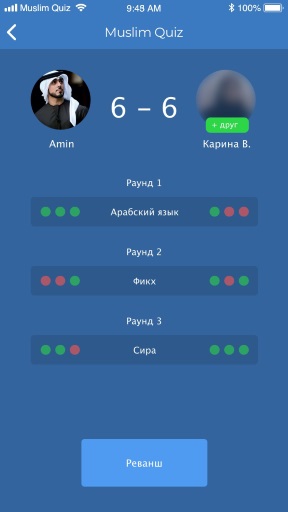 Muslim Quiz 9:48 AM 100%
Muslim Quiz
6 – 6
+ друг
Amin Карина В.
Раунд 1
Арабский язык
Раунд 2
Фикх
Раунд 3
Сира
Реванш